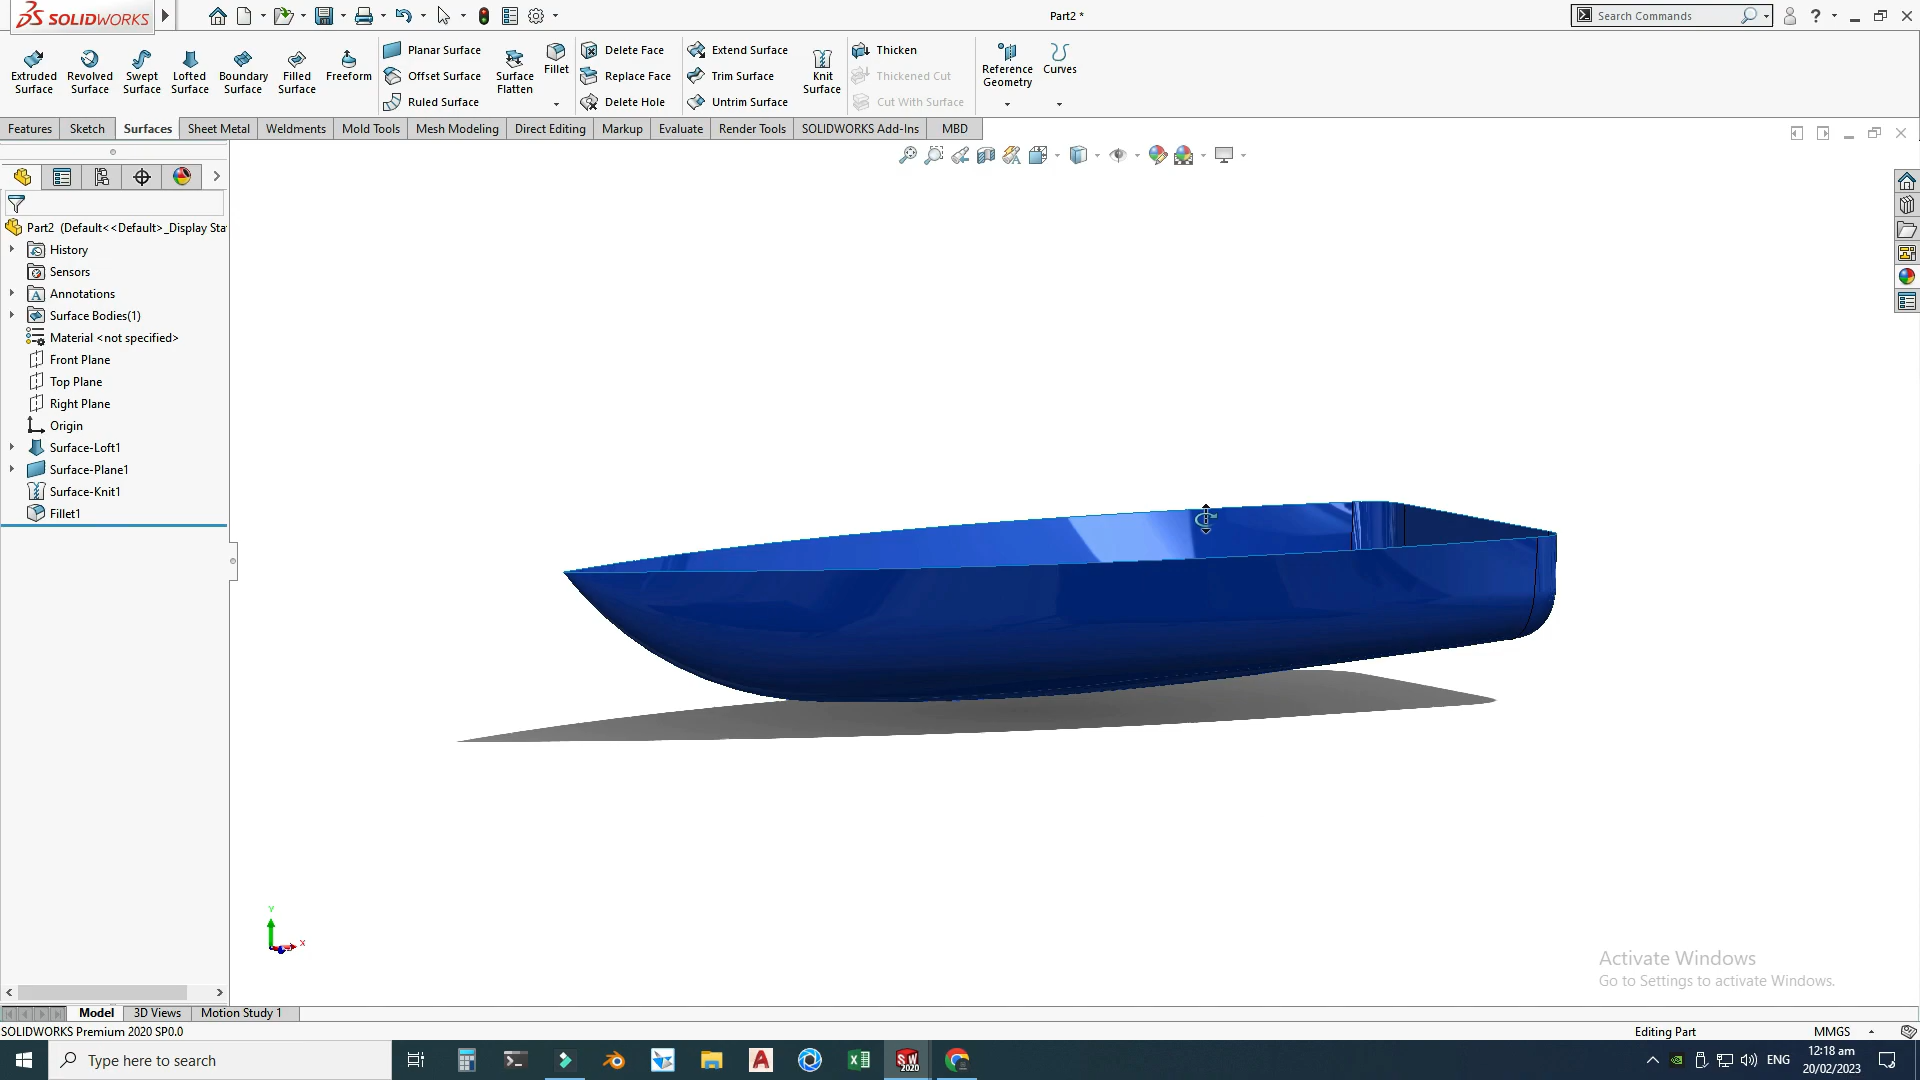 SOLIDWORKS
Part2 *
Search Commands
Extruded Surface
Revolved Surface
Swept Surface
Lofted Surface
Boundary Surface
Filled Surface
Freeform
Planar Surface
Offset Surface
Ruled Surface
Surface Flatten
Fillet
Delete Face
Replace Face
Delete Hole
Extend Surface
Trim Surface
Untrim Surface
Knit Surface
Thicken
Thickened Cut
Cut With Surface
Reference Geometry
Curves
Features Sketch Surfaces Sheet Metal Weldments Mold Tools Mesh Modeling Direct Editing Markup Evaluate Render Tools SOLIDWORKS Add-Ins MBD
Part2 (Default<<Default>_Display Sta
History
Sensors
Annotations
Surface Bodies(1)
Material <not specified>
Front Plane
Top Plane
Right Plane
Origin
Surface-Loft1
Surface-Plane1
Surface-Knit1
Fillet1
Y
X
Activate Windows
Go to Settings to activate Windows.
Model 3D Views Motion Study 1
SOLIDWORKS Premium 2020 SP0.0
Editing Part
MMGS
Type here to search
SW
2020
ENG
12:18 am
20/02/2023